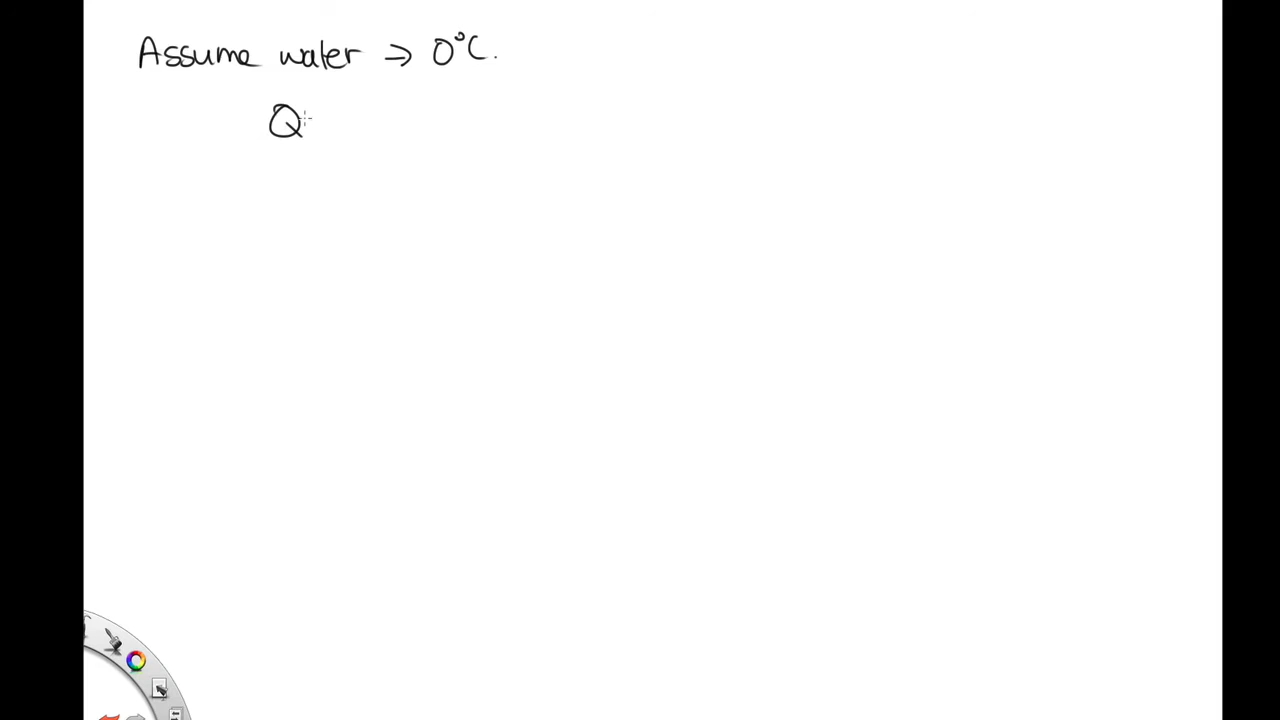 Assume water → 0°C.
Q